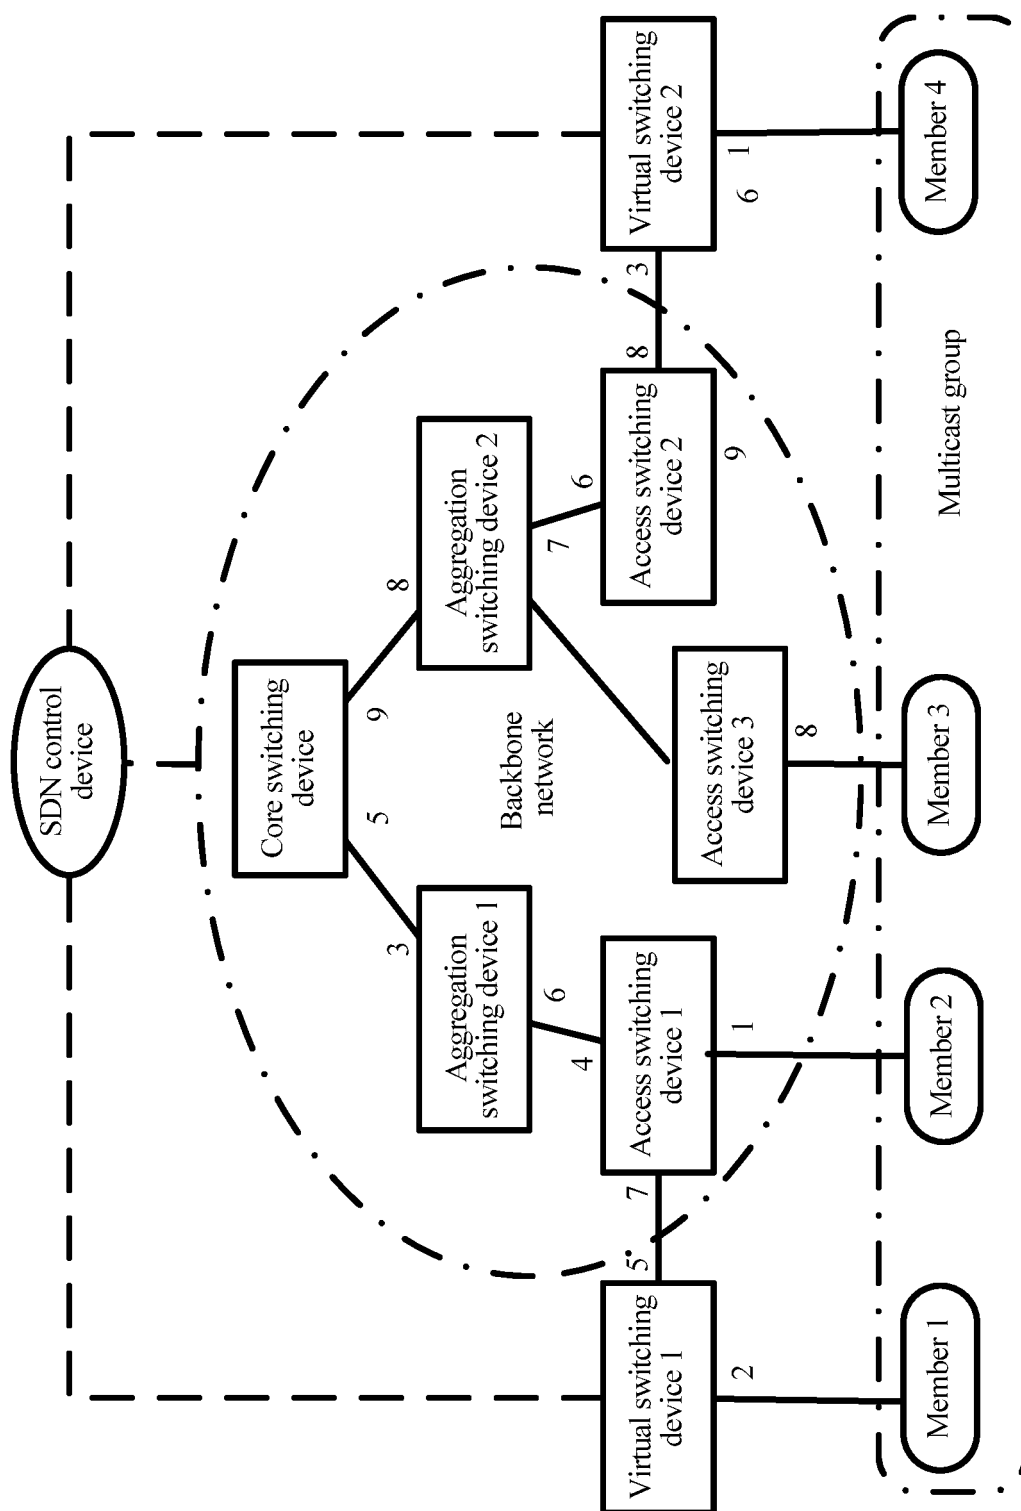 SDN control
device
Core switching
device
5
9
3
8
Aggregation
switching device 1
Aggregation
switching device 2
Backbone
network
6
7
4
6
Virtual switching
device 1
5
7
Access switching
device 1
Access switching
device 2
8
3
Virtual switching
device 2
Access switching
device 3
2
1
8
9
6
1
Multicast group
Member 1
Member 2
Member 3
Member 4